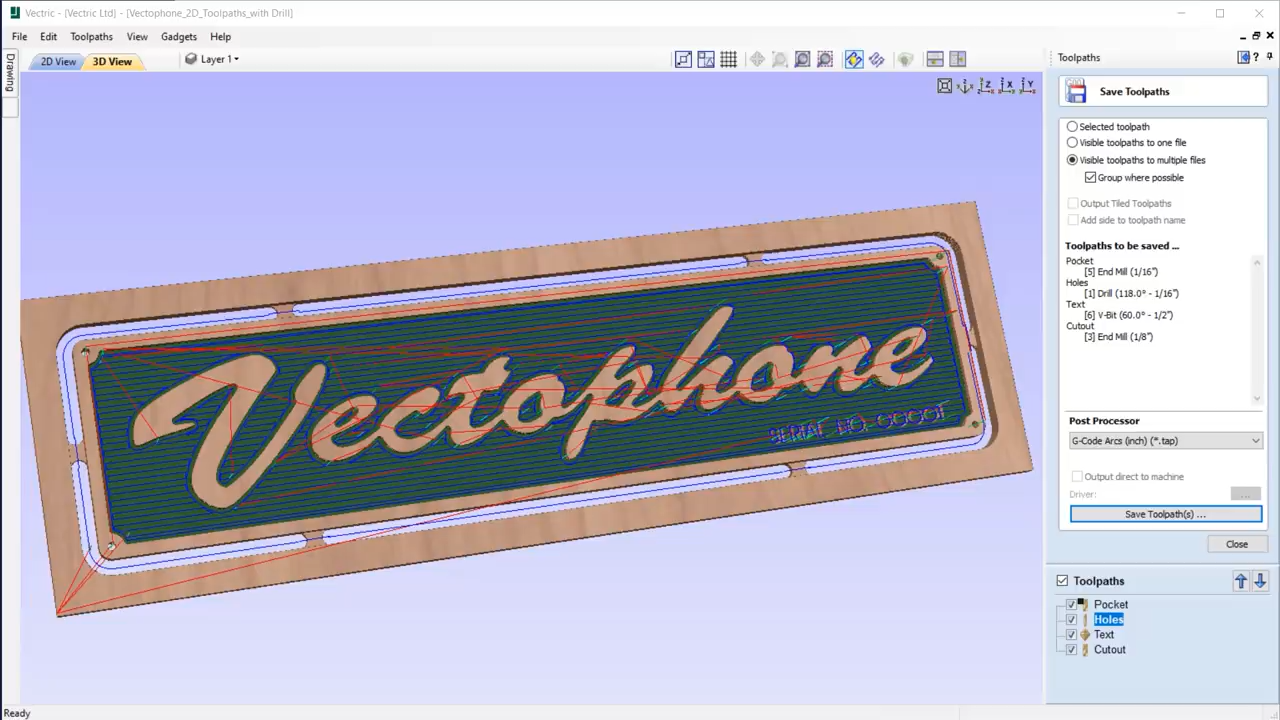 Vectric - [Vectric Ltd] - [Vectophone_2D_Toolpaths_with Drill]
File Edit Toolpaths View Gadgets Help
Drawing
2D View 3D View
Layer 1
Z X Y
Vectophone
SERIAL NO. 00001
Toolpaths
Save Toolpaths
Selected toolpath
Visible toolpaths to one file
Visible toolpaths to multiple files
Group where possible
Output Tiled Toolpaths
Add side to toolpath name
Toolpaths to be saved ...
Pocket
[5] End Mill (1/16")
Holes
[1] Drill (118.0° - 1/16")
Text
[6] V-Bit (60.0° - 1/2")
Cutout
[3] End Mill (1/8")
Post Processor
G-Code Arcs (inch) (*.tap)
Output direct to machine
Driver:
...
Save Toolpath(s) ...
Close
Toolpaths
Pocket
Holes
Text
Cutout
Ready